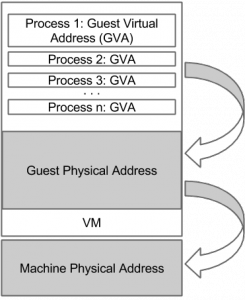 Process 1: Guest Virtual
Address (GVA)
Process 2: GVA
Process 3: GVA
. . .
Process n: GVA
Guest Physical Address
VM
Machine Physical Address